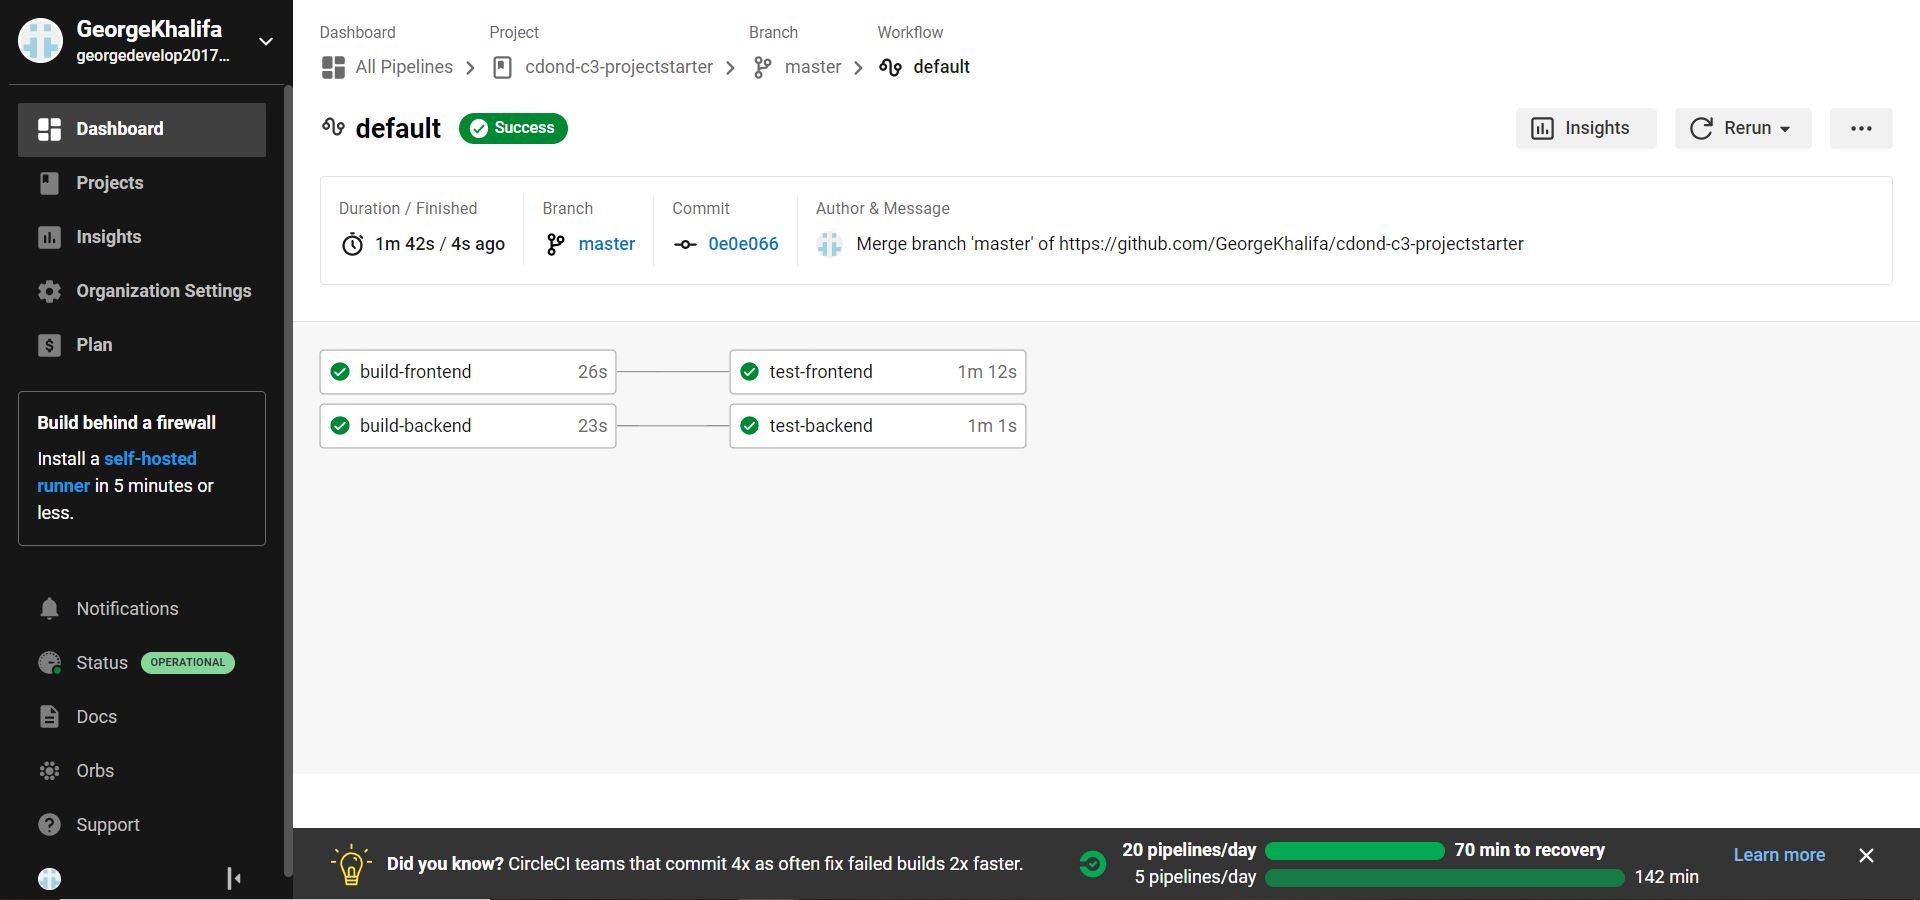 GeorgeKhalifa
georgedevelop2017...
Dashboard
Projects
Insights
Organization Settings
Plan
Build behind a firewall
Install a self-hosted
runner in 5 minutes or
less.
Notifications
Status OPERATIONAL
Docs
Orbs
Support
Dashboard Project Branch Workflow
All Pipelines cdond-c3-projectstarter master default
default Success
Insights Rerun
Duration / Finished Branch Commit Author & Message
1m 42s / 4s ago master 0e0e066 Merge branch 'master' of https://github.com/GeorgeKhalifa/cdond-c3-projectstarter
build-frontend 26s test-frontend 1m 12s
build-backend 23s test-backend 1m 1s
Did you know? CircleCI teams that commit 4x as often fix failed builds 2x faster.
20 pipelines/day 70 min to recovery
5 pipelines/day 142 min
Learn more